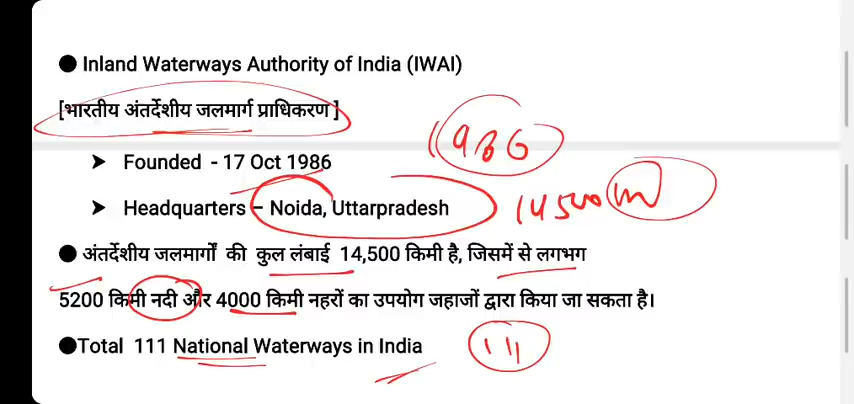 ● Inland Waterways Authority of India (IWAI)
[भारतीय अंतर्देशीय जलमार्ग प्राधिकरण ]
1986
➤ Founded - 17 Oct 1986
➤ Headquarters – Noida, Uttarpradesh
14500
● अंतर्देशीय जलमार्गों की कुल लंबाई 14,500 किमी है, जिसमें से लगभग
5200 किमी नदी और 4000 किमी नहरों का उपयोग जहाजों द्वारा किया जा सकता है।
●Total 111 National Waterways in India
111